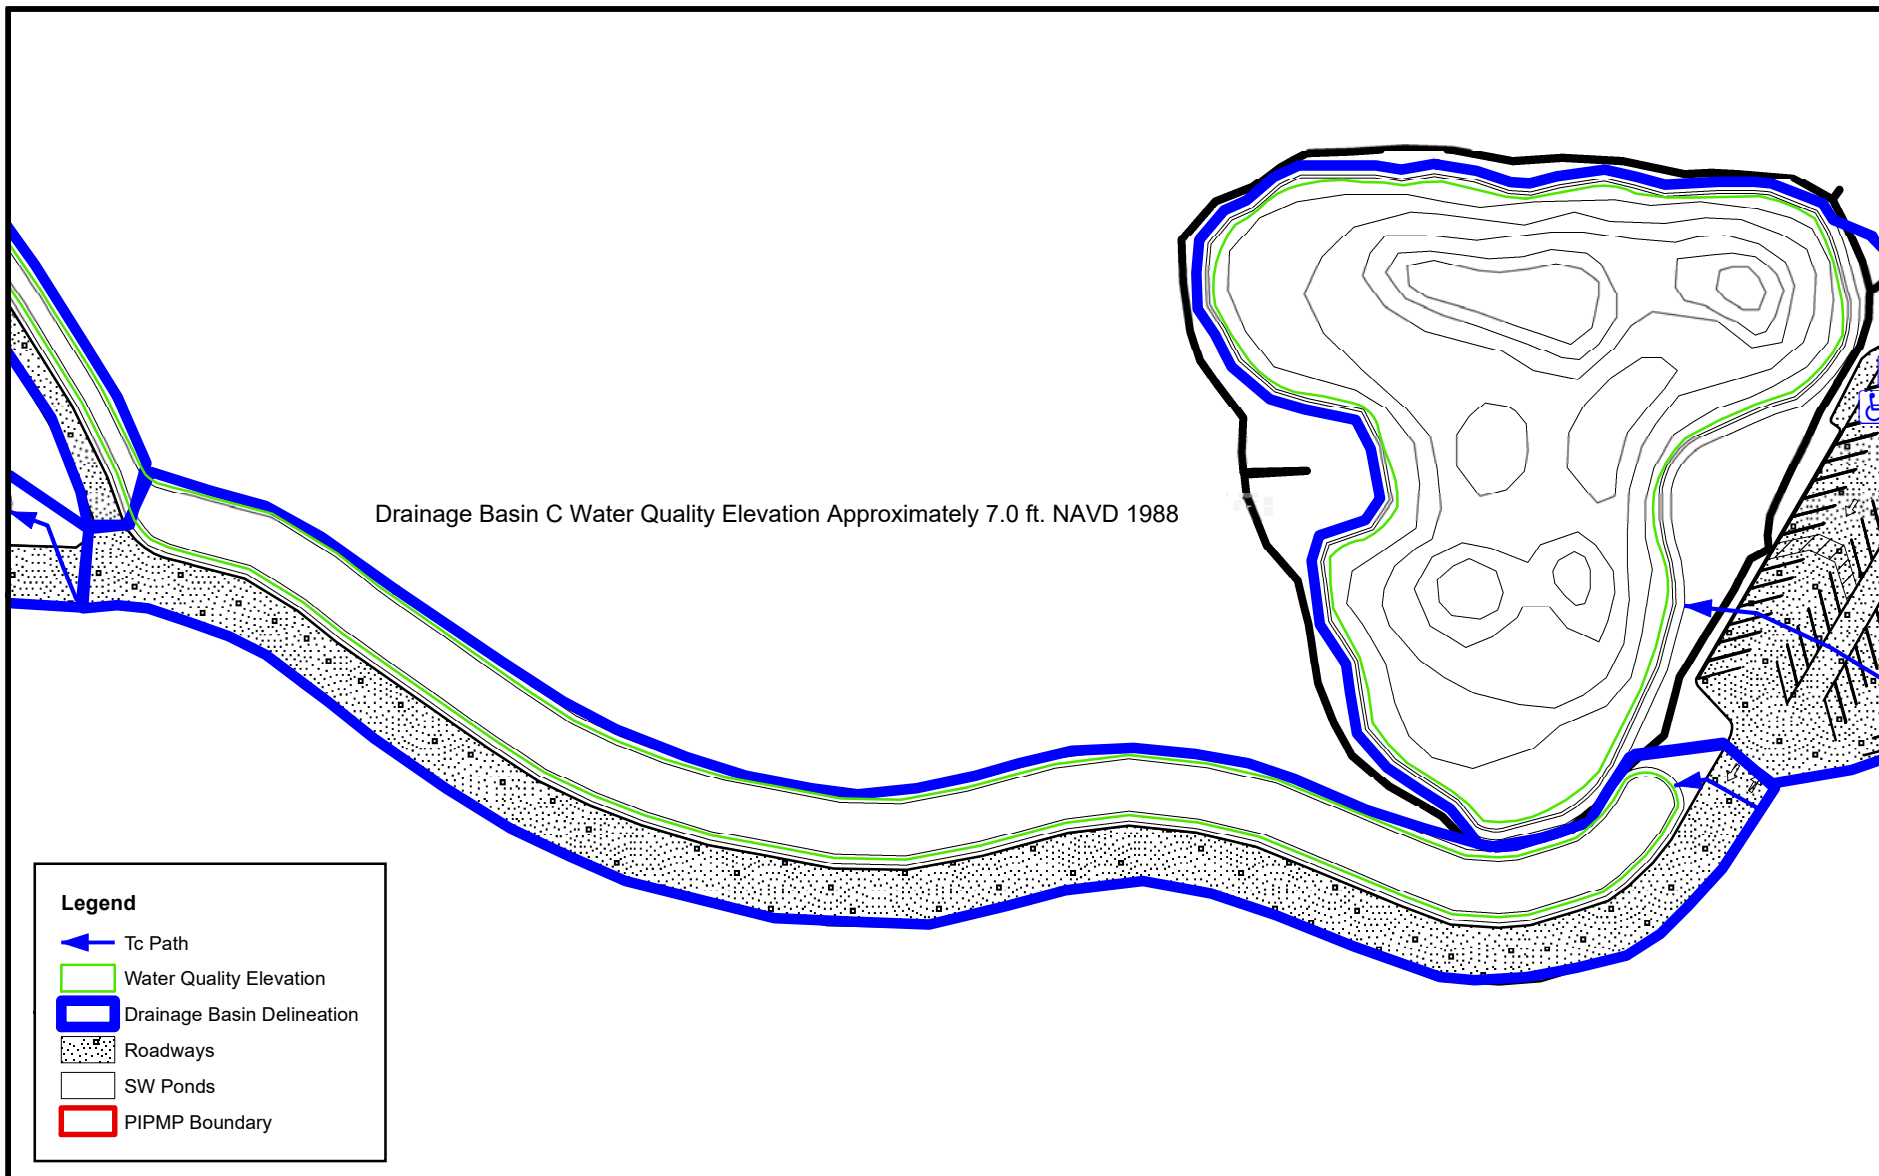 Drainage Basin C Water Quality Elevation Approximately 7.0 ft. NAVD 1988
Legend
Tc Path
Water Quality Elevation
Drainage Basin Delineation
Roadways
SW Ponds
PIPMP Boundary